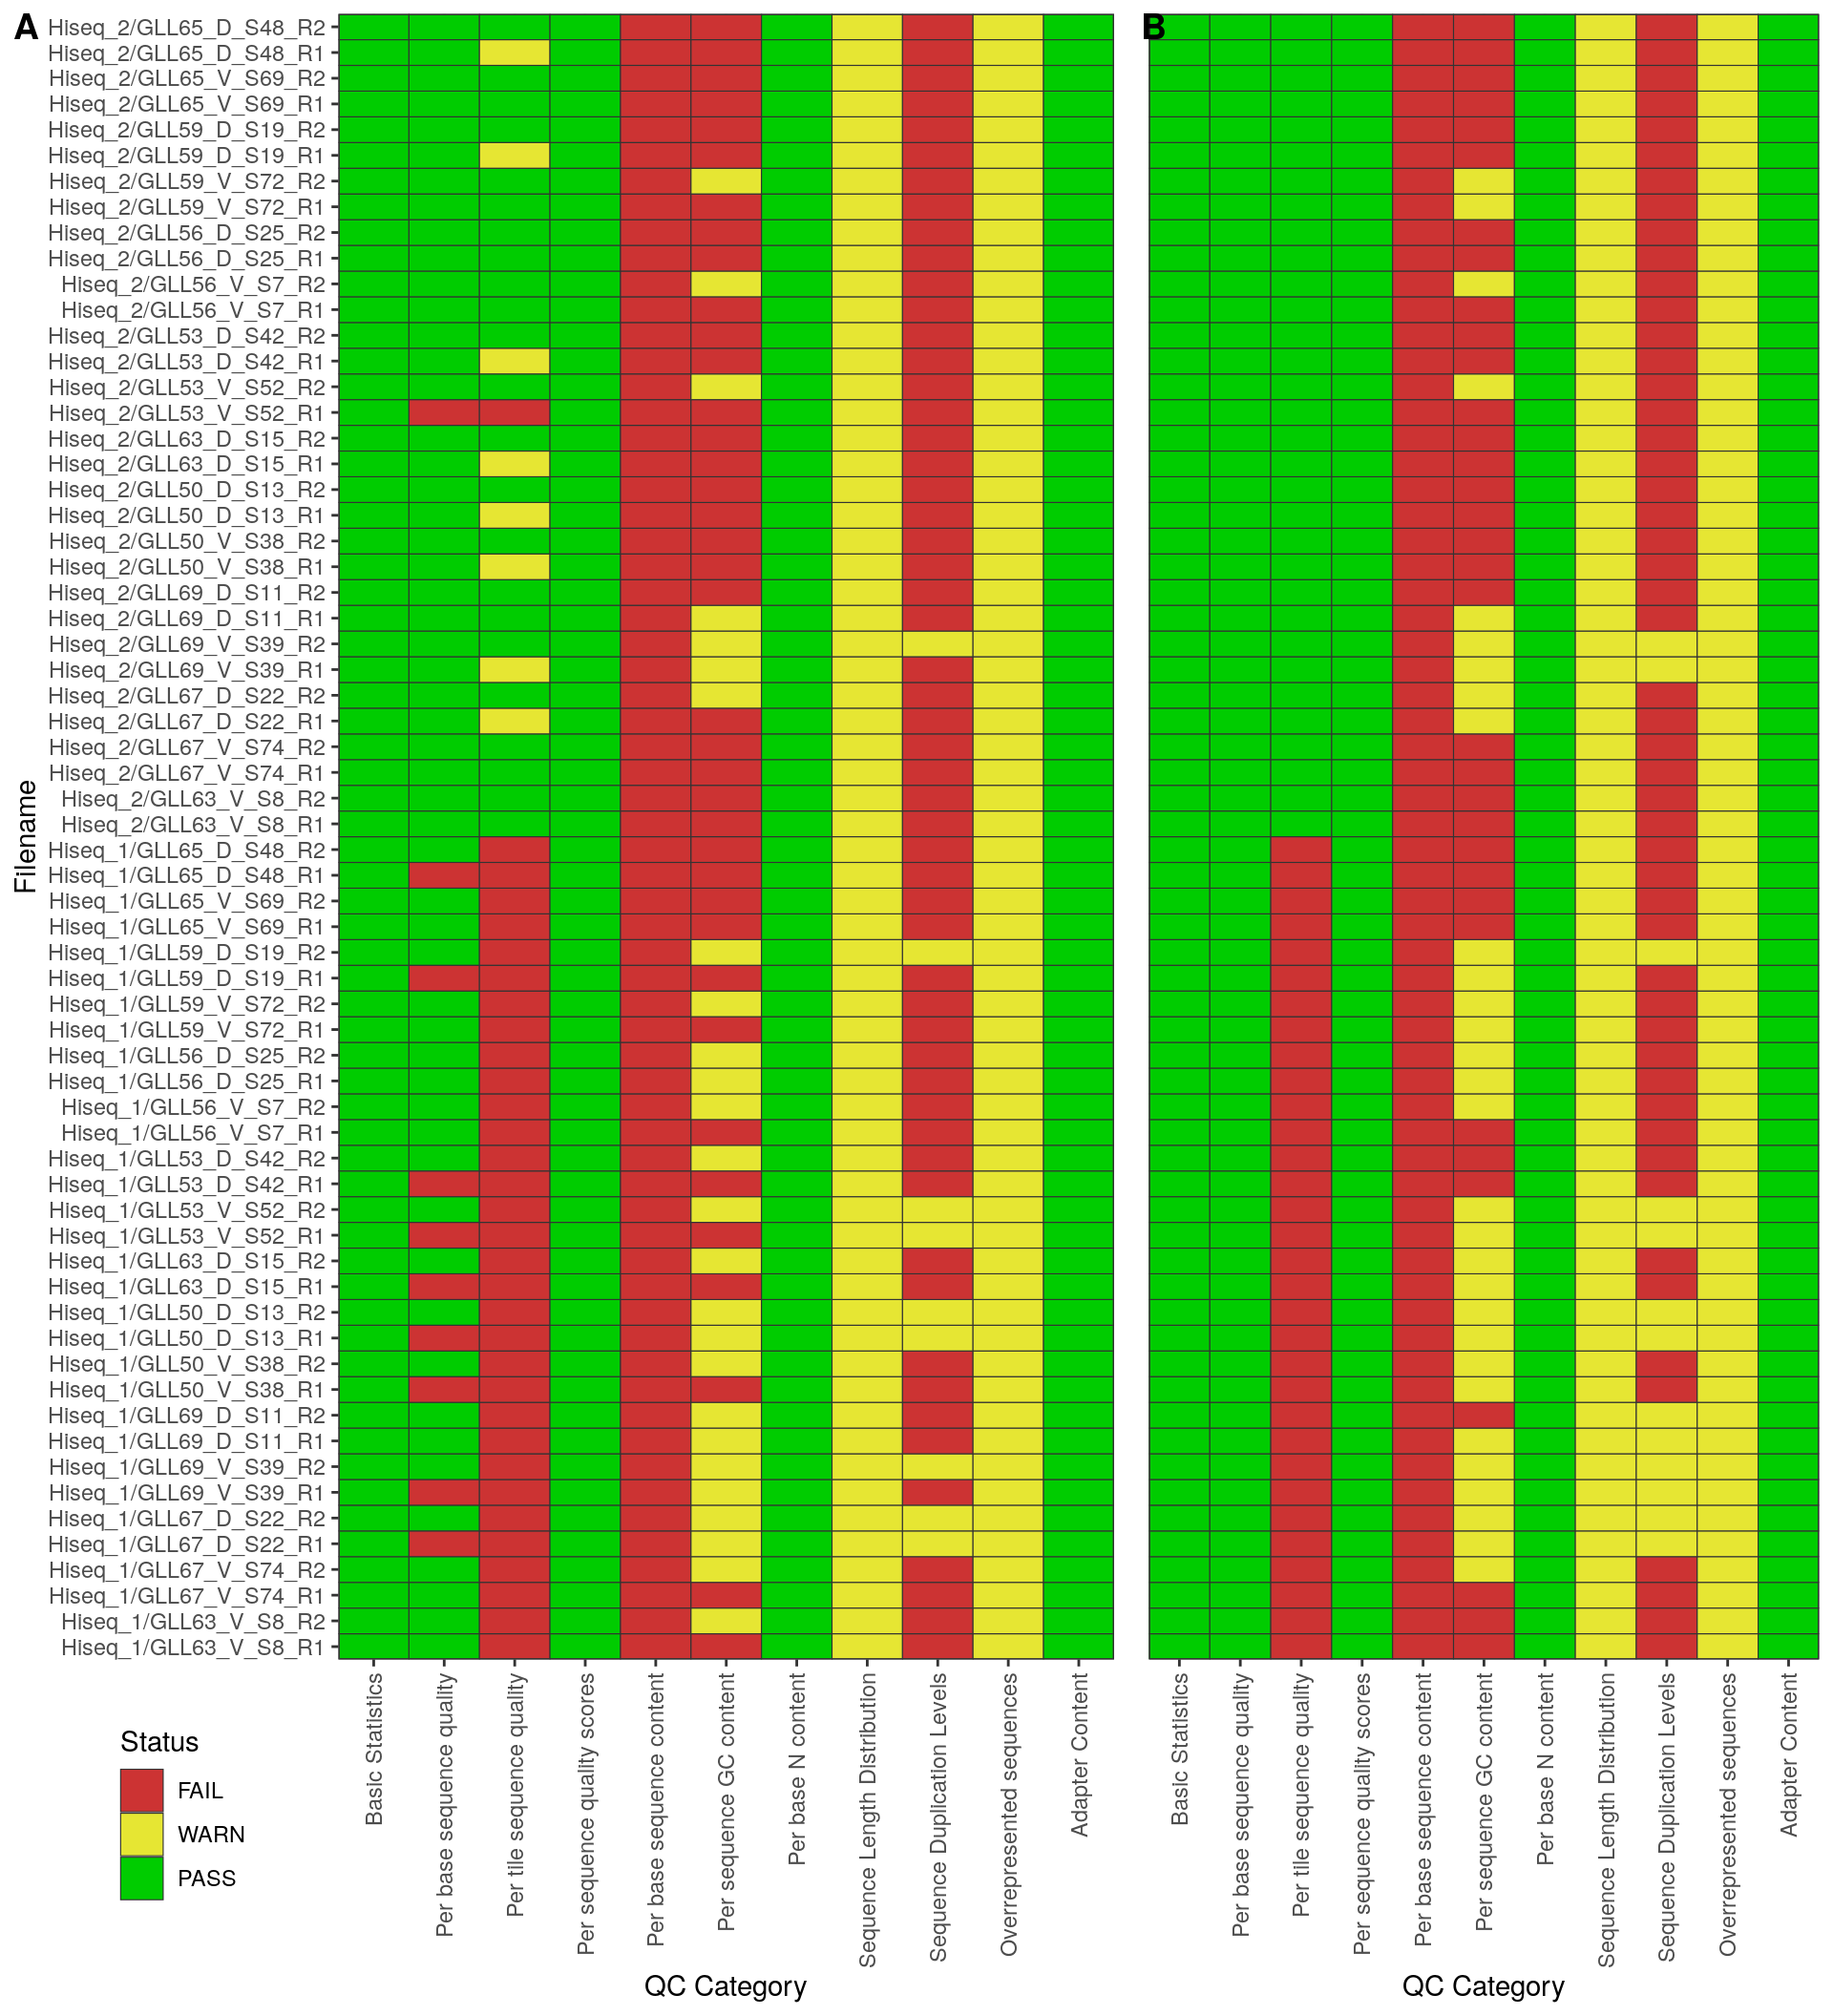 A
B
Hiseq_2/GLL65_D_S48_R2
Hiseq_2/GLL65_D_S48_R1
Hiseq_2/GLL65_V_S69_R2
Hiseq_2/GLL65_V_S69_R1
Hiseq_2/GLL59_D_S19_R2
Hiseq_2/GLL59_D_S19_R1
Hiseq_2/GLL59_V_S72_R2
Hiseq_2/GLL59_V_S72_R1
Hiseq_2/GLL56_D_S25_R2
Hiseq_2/GLL56_D_S25_R1
Hiseq_2/GLL56_V_S7_R2
Hiseq_2/GLL56_V_S7_R1
Hiseq_2/GLL53_D_S42_R2
Hiseq_2/GLL53_D_S42_R1
Hiseq_2/GLL53_V_S52_R2
Hiseq_2/GLL53_V_S52_R1
Hiseq_2/GLL63_D_S15_R2
Hiseq_2/GLL63_D_S15_R1
Hiseq_2/GLL50_D_S13_R2
Hiseq_2/GLL50_D_S13_R1
Hiseq_2/GLL50_V_S38_R2
Hiseq_2/GLL50_V_S38_R1
Hiseq_2/GLL69_D_S11_R2
Hiseq_2/GLL69_D_S11_R1
Hiseq_2/GLL69_V_S39_R2
Hiseq_2/GLL69_V_S39_R1
Hiseq_2/GLL67_D_S22_R2
Hiseq_2/GLL67_D_S22_R1
Hiseq_2/GLL67_V_S74_R2
Hiseq_2/GLL67_V_S74_R1
Hiseq_2/GLL63_V_S8_R2
Hiseq_2/GLL63_V_S8_R1
Hiseq_1/GLL65_D_S48_R2
Hiseq_1/GLL65_D_S48_R1
Hiseq_1/GLL65_V_S69_R2
Hiseq_1/GLL65_V_S69_R1
Hiseq_1/GLL59_D_S19_R2
Hiseq_1/GLL59_D_S19_R1
Hiseq_1/GLL59_V_S72_R2
Hiseq_1/GLL59_V_S72_R1
Hiseq_1/GLL56_D_S25_R2
Hiseq_1/GLL56_D_S25_R1
Hiseq_1/GLL56_V_S7_R2
Hiseq_1/GLL56_V_S7_R1
Hiseq_1/GLL53_D_S42_R2
Hiseq_1/GLL53_D_S42_R1
Hiseq_1/GLL53_V_S52_R2
Hiseq_1/GLL53_V_S52_R1
Hiseq_1/GLL63_D_S15_R2
Hiseq_1/GLL63_D_S15_R1
Hiseq_1/GLL50_D_S13_R2
Hiseq_1/GLL50_D_S13_R1
Hiseq_1/GLL50_V_S38_R2
Hiseq_1/GLL50_V_S38_R1
Hiseq_1/GLL69_D_S11_R2
Hiseq_1/GLL69_D_S11_R1
Hiseq_1/GLL69_V_S39_R2
Hiseq_1/GLL69_V_S39_R1
Hiseq_1/GLL67_D_S22_R2
Hiseq_1/GLL67_D_S22_R1
Hiseq_1/GLL67_V_S74_R2
Hiseq_1/GLL67_V_S74_R1
Hiseq_1/GLL63_V_S8_R2
Hiseq_1/GLL63_V_S8_R1
Filename
Basic Statistics
Per base sequence quality
Per tile sequence quality
Per sequence quality scores
Per base sequence content
Per sequence GC content
Per base N content
Sequence Length Distribution
Sequence Duplication Levels
Overrepresented sequences
Adapter Content
QC Category
Basic Statistics
Per base sequence quality
Per tile sequence quality
Per sequence quality scores
Per base sequence content
Per sequence GC content
Per base N content
Sequence Length Distribution
Sequence Duplication Levels
Overrepresented sequences
Adapter Content
QC Category
Status
FAIL
WARN
PASS